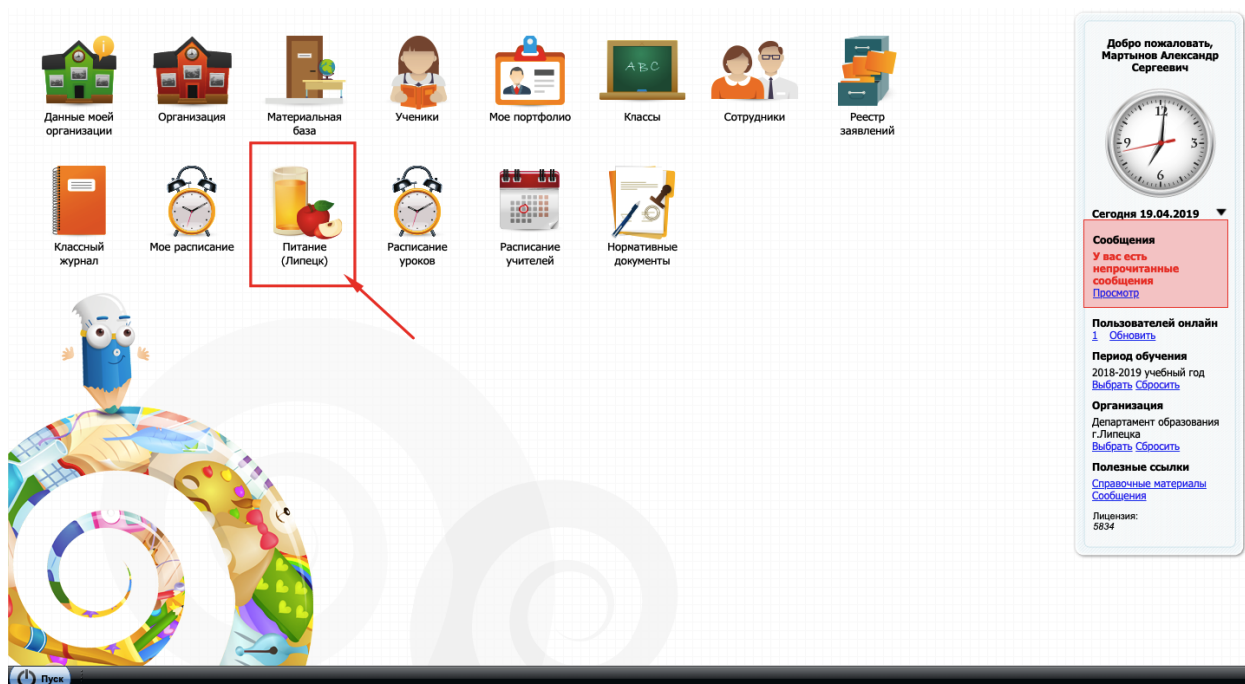 Данные моей
организации
Организация
Материальная
база
Ученики
Мое портфолио
ABC
Классы
Сотрудники
Реестр
заявлений
Классный
журнал
Мое расписание
Питание
(Липецк)
Расписание
уроков
Расписание
учителей
Нормативные
документы
Добро пожаловать,
Мартынов Александр
Сергеевич
12
9
3
6
Сегодня 19.04.2019
Сообщения
У вас есть
непрочитанные
сообщения
Просмотр
Пользователей онлайн
1 Обновить
Период обучения
2018-2019 учебный год
Выбрать Сбросить
Организация
Департамент образования
г.Липецка
Выбрать Сбросить
Полезные ссылки
Справочные материалы
Сообщения
Лицензия:
5834
Пуск